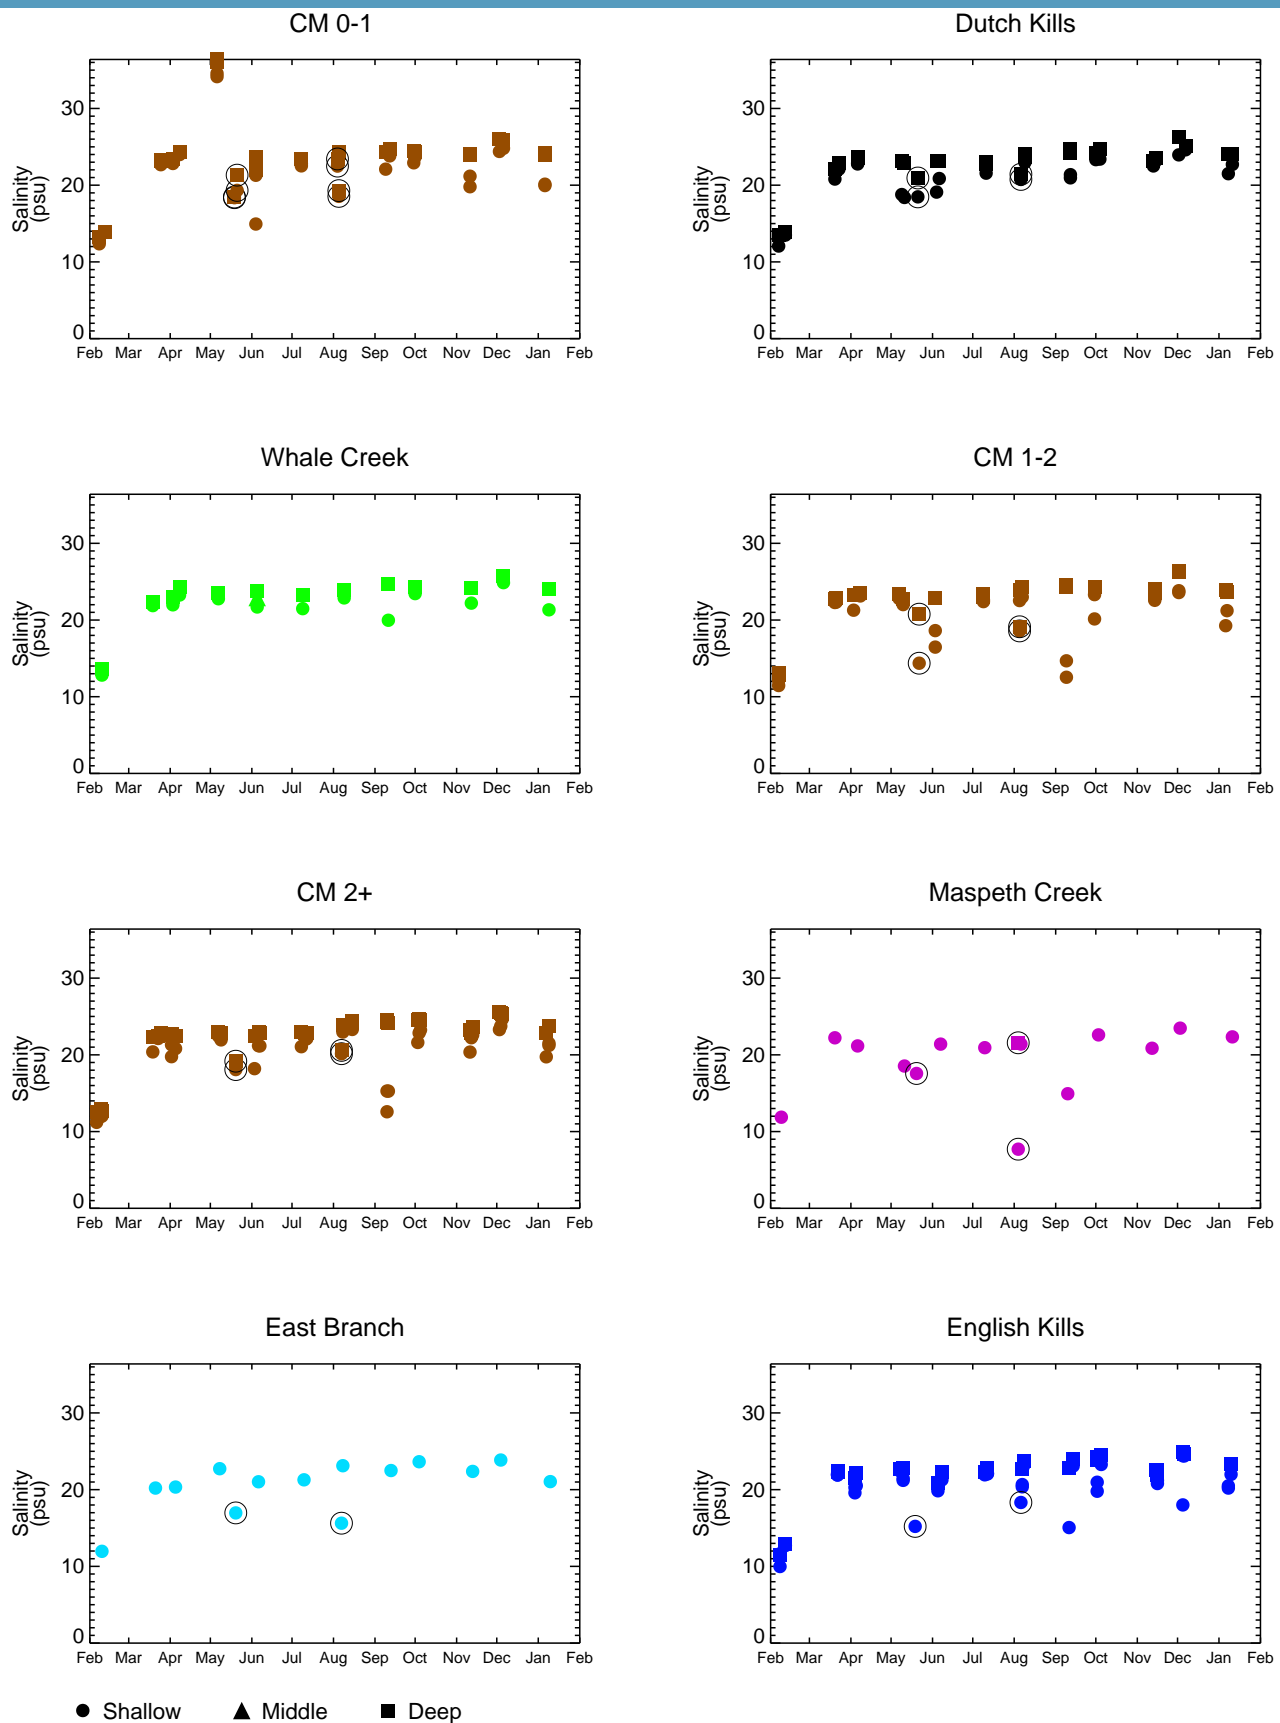 CM 0-1
Dutch Kills
30
20
10
0
Salinity
(psu)
Feb Mar Apr May Jun Jul Aug Sep Oct Nov Dec Jan Feb
30
20
10
0
Salinity
(psu)
Feb Mar Apr May Jun Jul Aug Sep Oct Nov Dec Jan Feb
Whale Creek
CM 1-2
30
20
10
0
Salinity
(psu)
Feb Mar Apr May Jun Jul Aug Sep Oct Nov Dec Jan Feb
30
20
10
0
Salinity
(psu)
Feb Mar Apr May Jun Jul Aug Sep Oct Nov Dec Jan Feb
CM 2+
Maspeth Creek
30
20
10
0
Salinity
(psu)
Feb Mar Apr May Jun Jul Aug Sep Oct Nov Dec Jan Feb
30
20
10
0
Salinity
(psu)
Feb Mar Apr May Jun Jul Aug Sep Oct Nov Dec Jan Feb
East Branch
English Kills
30
20
10
0
Salinity
(psu)
Feb Mar Apr May Jun Jul Aug Sep Oct Nov Dec Jan Feb
30
20
10
0
Salinity
(psu)
Feb Mar Apr May Jun Jul Aug Sep Oct Nov Dec Jan Feb
Shallow Middle Deep